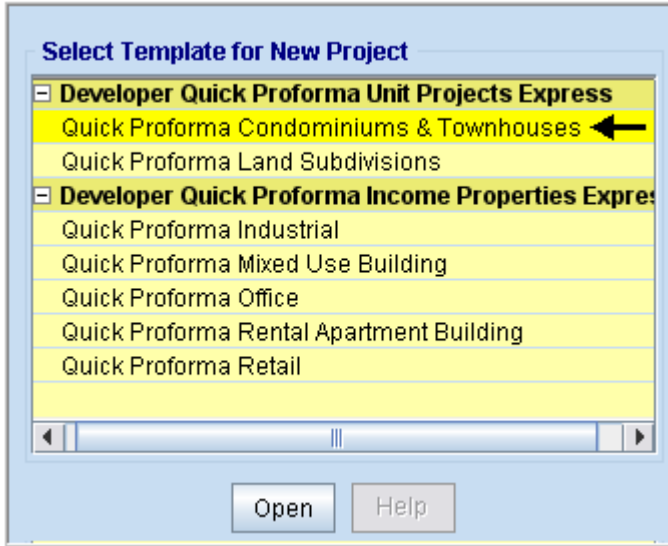 Select Template for New Project
Developer Quick Proforma Unit Projects Express
Quick Proforma Condominiums & Townhouses
Quick Proforma Land Subdivisions
Developer Quick Proforma Income Properties Expres
Quick Proforma Industrial
Quick Proforma Mixed Use Building
Quick Proforma Office
Quick Proforma Rental Apartment Building
Quick Proforma Retail
Open
Help